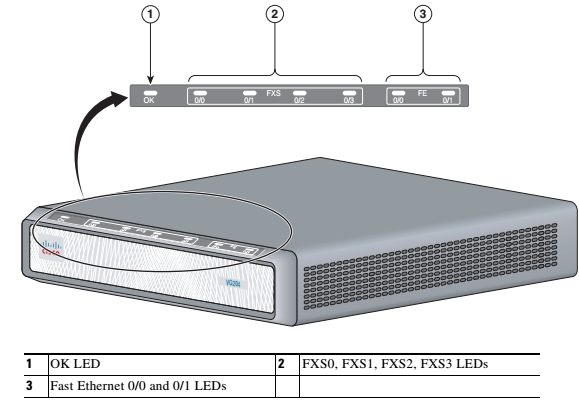 1 2 3
FXS FE
OK 0/0 0/1 0/2 0/3 0/0 0/1
CISCO
VG204
1 OK LED 2 FXS0, FXS1, FXS2, FXS3 LEDs
3 Fast Ethernet 0/0 and 0/1 LEDs